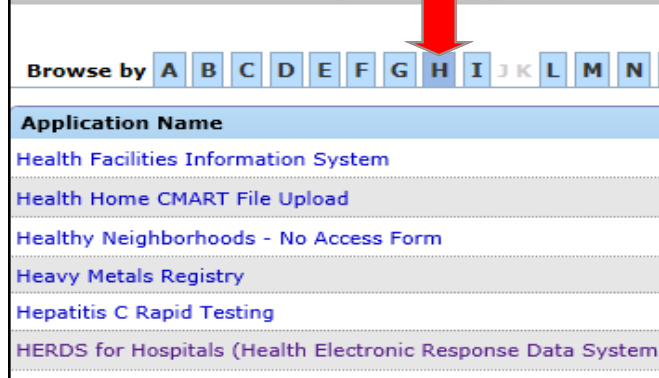 Browse by A B C D E F G H I J K L M N
Application Name
Health Facilities Information System
Health Home CMART File Upload
Healthy Neighborhoods - No Access Form
Heavy Metals Registry
Hepatitis C Rapid Testing
HERDS for Hospitals (Health Electronic Response Data System